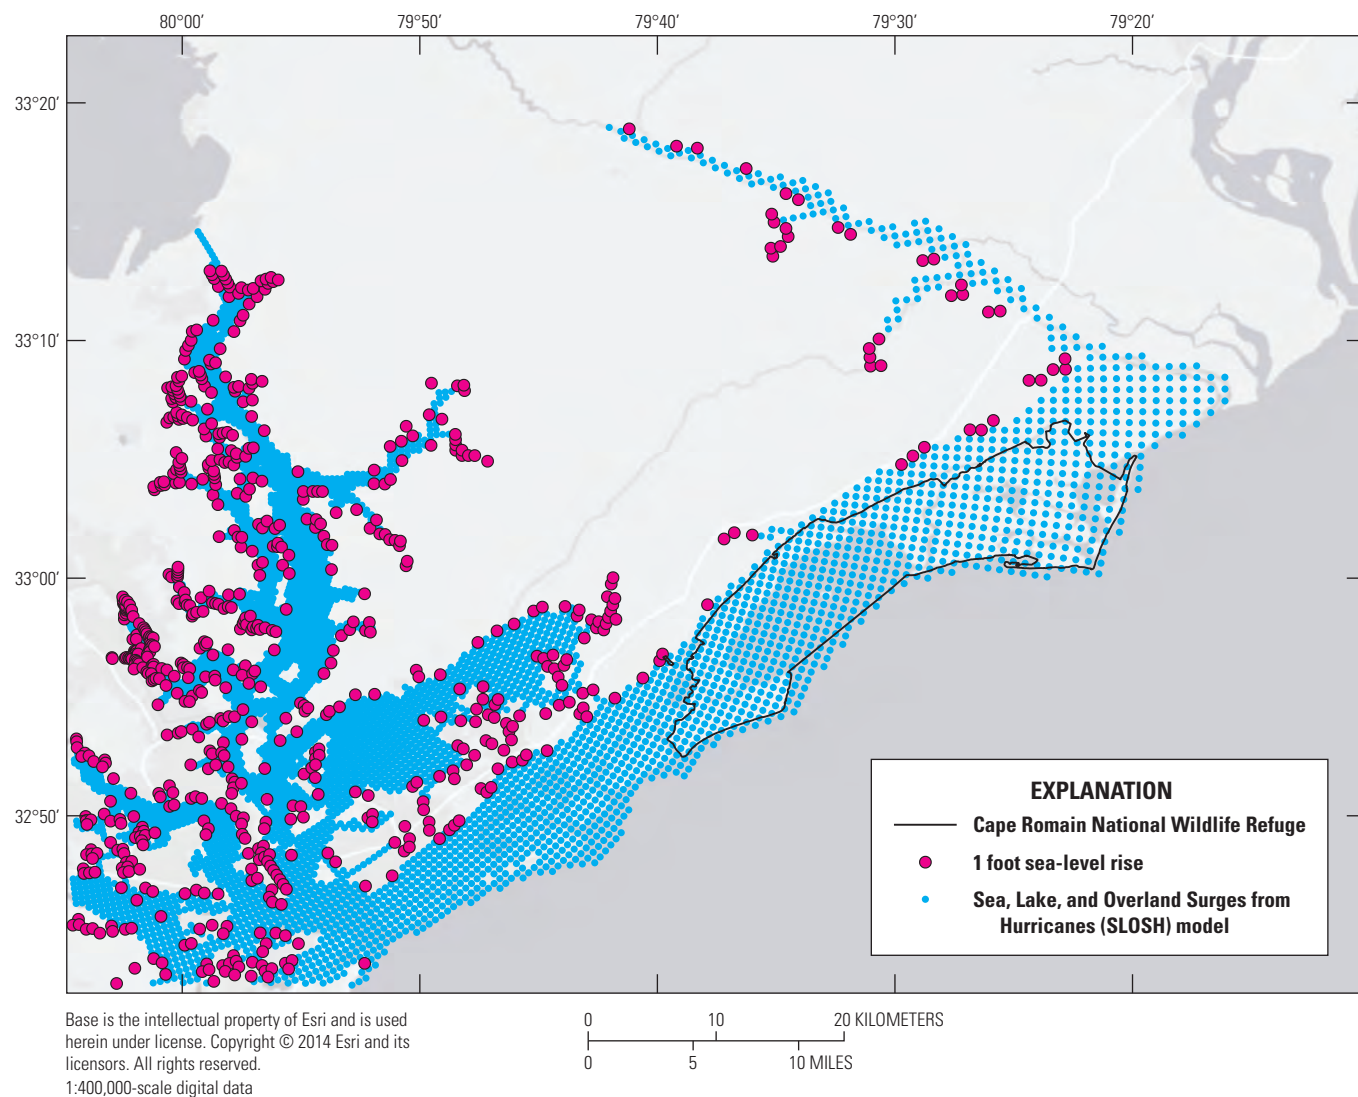 80°00′
79°50′
79°40′
79°30′
79°20′
33°20′
33°10′
33°00′
32°50′
EXPLANATION
Cape Romain National Wildlife Refuge
1 foot sea-level rise
Sea, Lake, and Overland Surges from
Hurricanes (SLOSH) model
Base is the intellectual property of Esri and is used
herein under license. Copyright © 2014 Esri and its
licensors. All rights reserved.
1:400,000-scale digital data
0 10 20 KILOMETERS
0 5 10 MILES